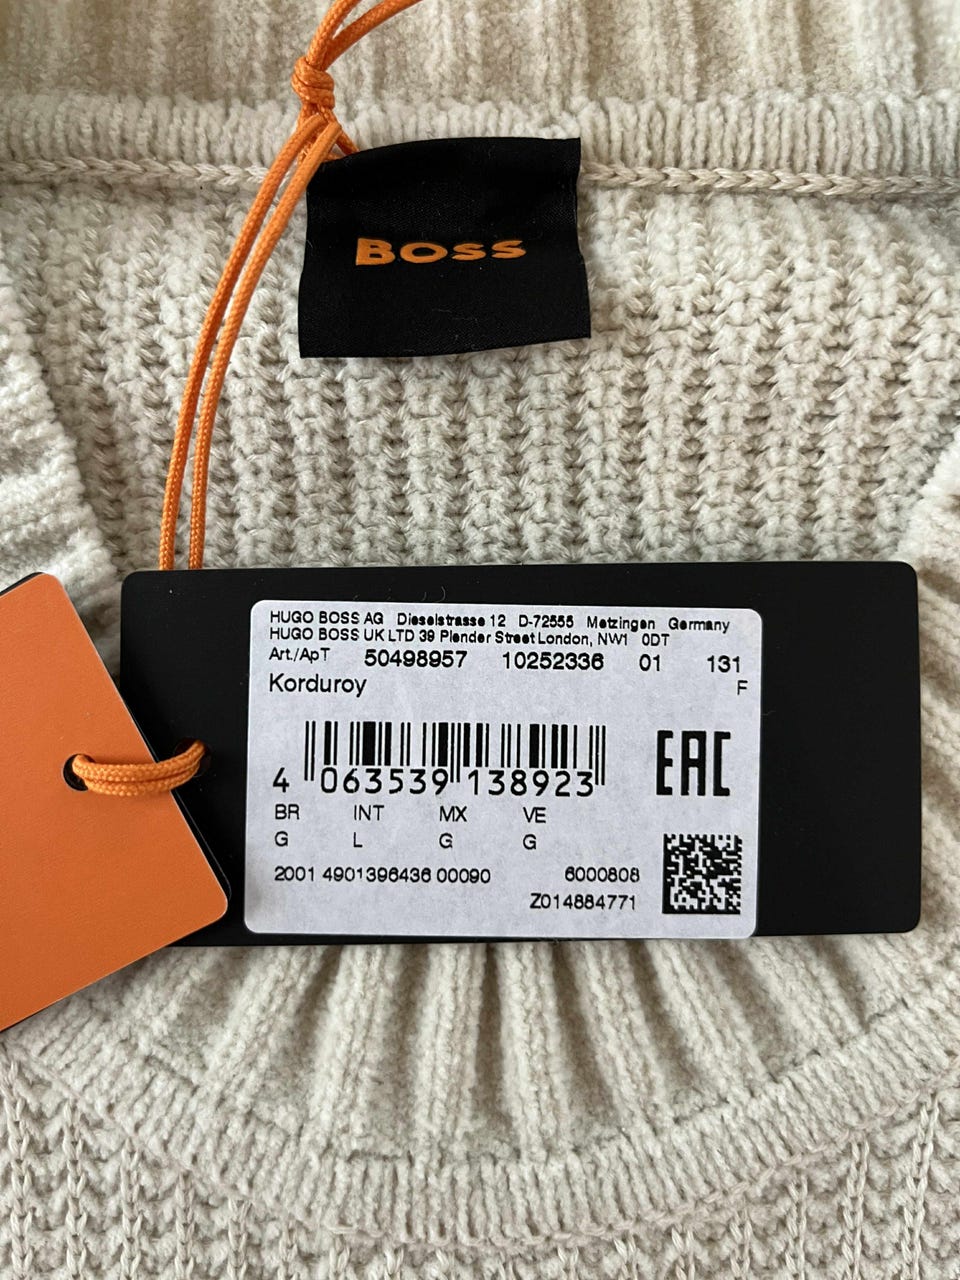 BOSS
HUGO BOSS AG Dieselstrasse 12 D-72555 Metzingen Germany
HUGO BOSS UK LTD 39 Plender Street London, NW1 0DT
Art./Apт 50498957 10252336 01 131
Korduroy F
4 063539 138923
EAC
BR INT MX VE
G L G G
2001 4901396436 00090 6000808
Z014884771